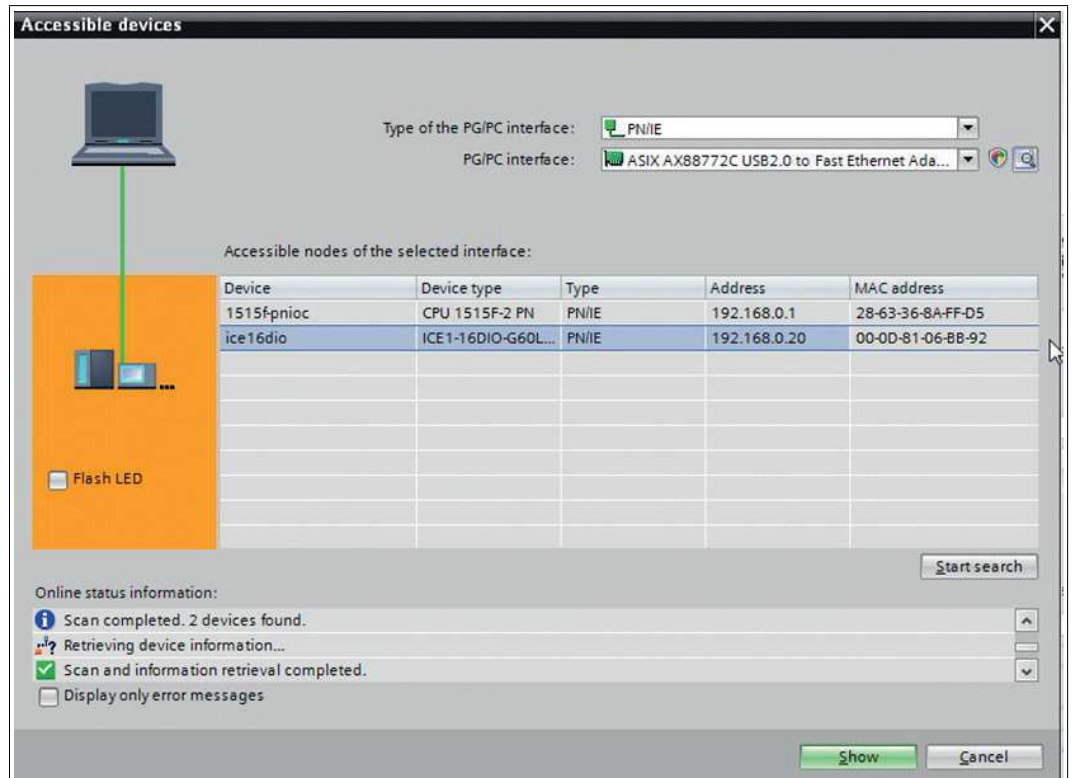 Accessible devices
Type of the PG/PC interface: PN/IE
PG/PC interface: ASIX AX88772C USB2.0 to Fast Ethernet Ada...
Accessible nodes of the selected interface:
Device Device type Type Address MAC address
1515f-pnioc CPU 1515F-2 PN PN/IE 192.168.0.1 28-63-36-8A-FF-D5
ice16dio ICE1-16DIO-G60L... PN/IE 192.168.0.20 00-0D-81-06-BB-92
Flash LED
Start search
Online status information:
Scan completed. 2 devices found.
Retrieving device information...
Scan and information retrieval completed.
Display only error messages
Show Cancel